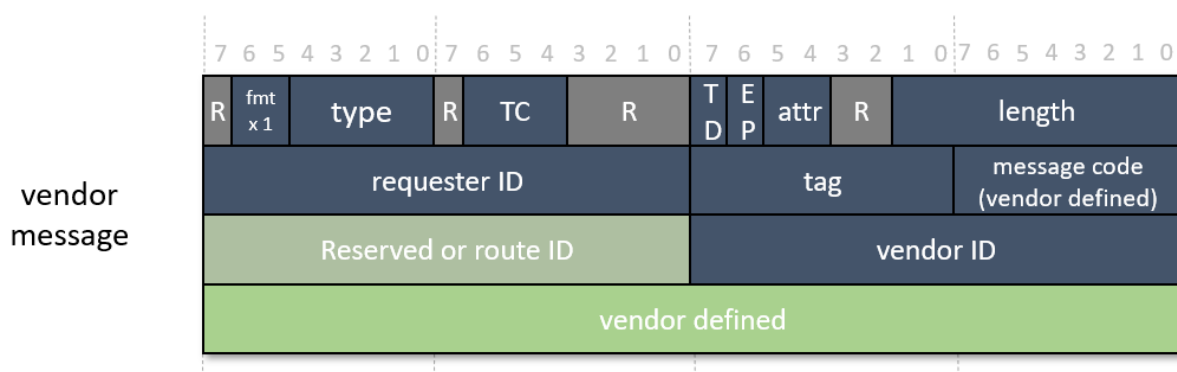 7 6 5 4 3 2 1 0 7 6 5 4 3 2 1 0 7 6 5 4 3 2 1 0 7 6 5 4 3 2 1 0
R fmt x 1 type R TC R TD EP attr R length
vendor message
requester ID tag message code (vendor defined)
Reserved or route ID vendor ID
vendor defined